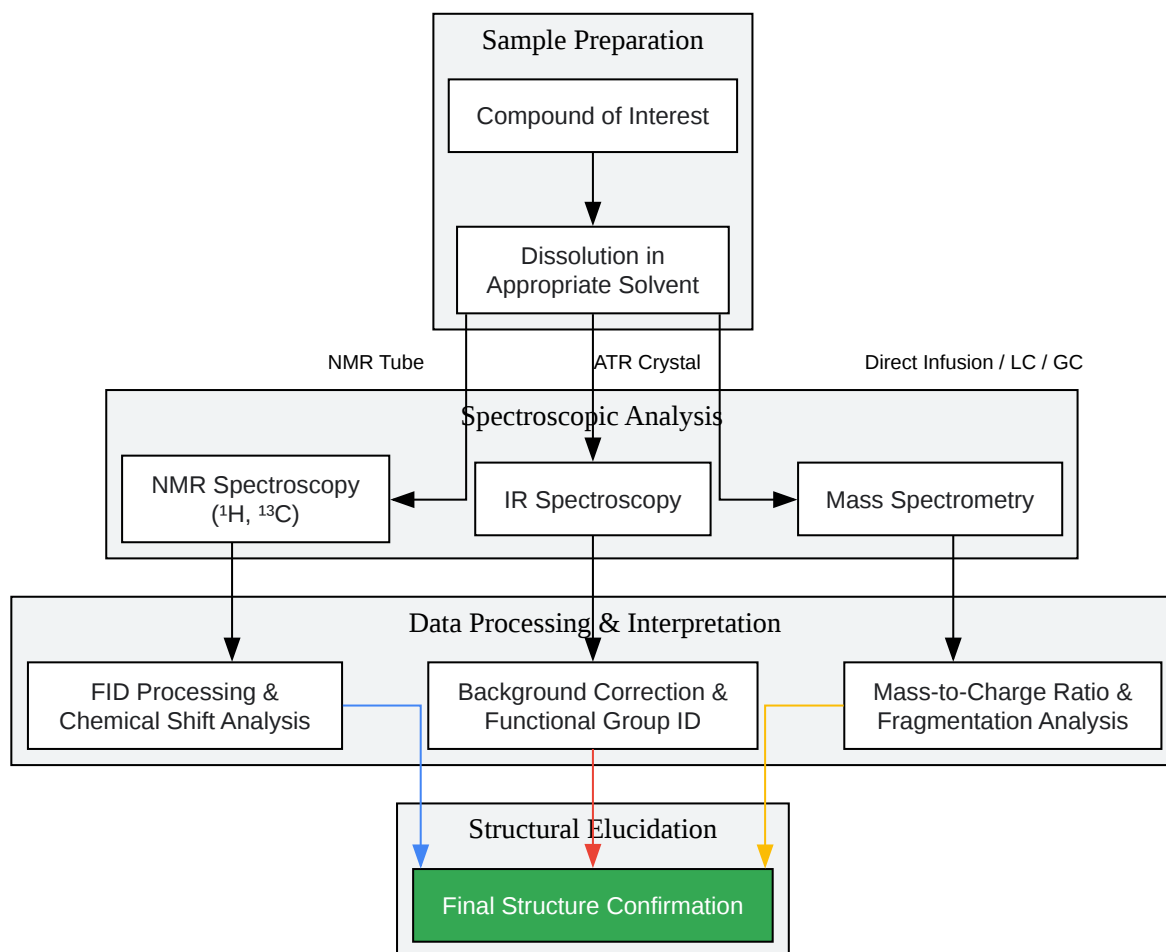 Sample Preparation
Compound of Interest
Dissolution in
Appropriate Solvent
NMR Tube
ATR Crystal
Direct Infusion / LC / GC
Spectroscopic Analysis
NMR Spectroscopy
(¹H, ¹³C)
IR Spectroscopy
Mass Spectrometry
Data Processing & Interpretation
FID Processing &
Chemical Shift Analysis
Background Correction &
Functional Group ID
Mass-to-Charge Ratio &
Fragmentation Analysis
Structural Elucidation
Final Structure Confirmation